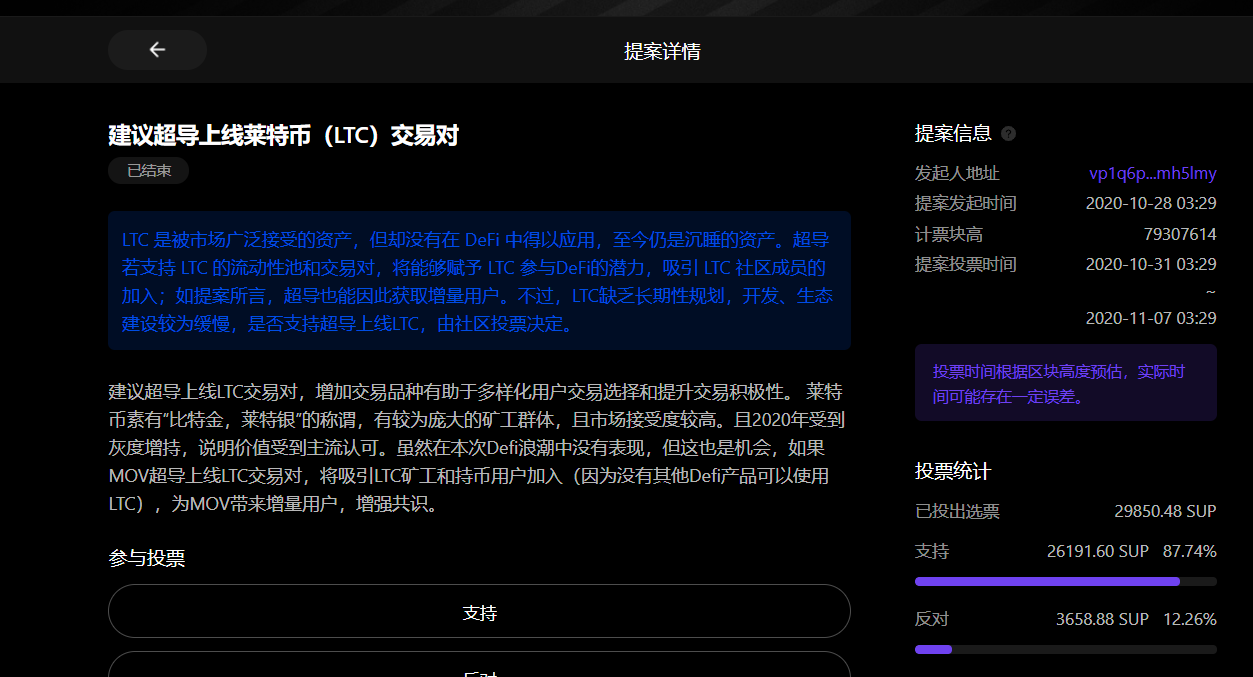 提案详情
建议超导上线莱特币（LTC）交易对
已结束
LTC 是被市场广泛接受的资产，但却没有在 DeFi 中得以应用，至今仍是沉睡的资产。超导
若支持 LTC 的流动性池和交易对，将能够赋予 LTC 参与DeFi的潜力，吸引 LTC 社区成员的
加入；如提案所言，超导也能因此获取增量用户。不过，LTC缺乏长期性规划，开发、生态
建设较为缓慢，是否支持超导上线LTC，由社区投票决定。
建议超导上线LTC交易对，增加交易品种有助于多样化用户交易选择和提升交易积极性。 莱特
币素有“比特金，莱特银”的称谓，有较为庞大的矿工群体，且市场接受度较高。且2020年受到
灰度增持，说明价值受到主流认可。虽然在本次Defi浪潮中没有表现，但这也是机会，如果
MOV超导上线LTC交易对，将吸引LTC矿工和持币用户加入（因为没有其他Defi产品可以使用
LTC），为MOV带来增量用户，增强共识。
参与投票
支持
反对
提案信息 ?
发起人地址 vp1q6p...mh5lmy
提案发起时间 2020-10-28 03:29
计票块高 79307614
提案投票时间 2020-10-31 03:29
~
2020-11-07 03:29
投票时间根据区块高度预估，实际时
间可能存在一定误差。
投票统计
已投出选票 29850.48 SUP
支持 26191.60 SUP 87.74%
反对 3658.88 SUP 12.26%